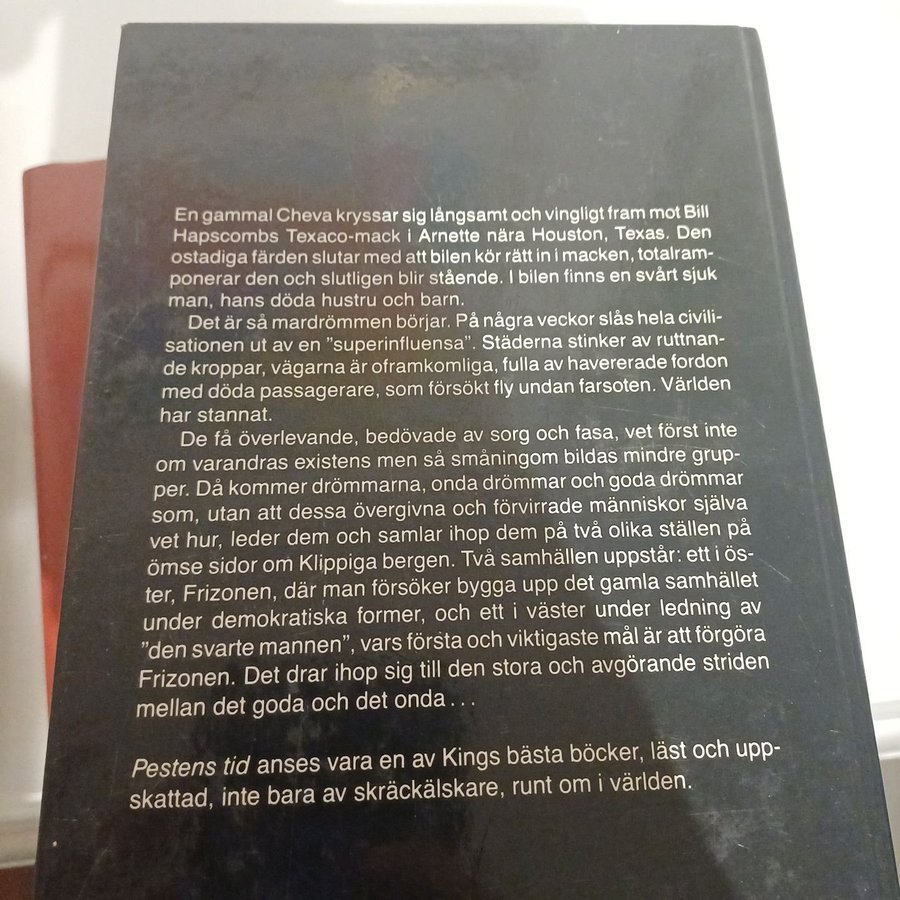 En gammal Cheva kryssar sig långsamt och vingligt fram mot Bill
Hapscombs Texaco-mack i Arnette nära Houston, Texas. Den
ostadiga färden slutar med att bilen kör rätt in i macken, totalram-
ponerar den och slutligen blir stående. I bilen finns en svårt sjuk
man, hans döda hustru och barn.
Det är så mardrömmen börjar. På några veckor slås hela civili-
sationen ut av en ”superinfluensa”. Städerna stinker av ruttnan-
de kroppar, vägarna är oframkomliga, fulla av havererade fordon
med döda passagerare, som försökt fly undan farsoten. Världen
har stannat.
De få överlevande, bedövade av sorg och fasa, vet först inte
om varandras existens men så småningom bildas mindre grup-
per. Då kommer drömmarna, onda drömmar och goda drömmar
som, utan att dessa övergivna och förvirrade människor själva
vet hur, leder dem och samlar ihop dem på två olika ställen på
ömse sidor om Klippiga bergen. Två samhällen uppstår: ett i ös-
ter, Frizonen, där man försöker bygga upp det gamla samhället
under demokratiska former, och ett i väster under ledning av
”den svarte mannen”, vars första och viktigaste mål är att förgöra
Frizonen. Det drar ihop sig till den stora och avgörande striden
mellan det goda och det onda . . .
Pestens tid anses vara en av Kings bästa böcker, läst och upp-
skattad, inte bara av skräckälskare, runt om i världen.